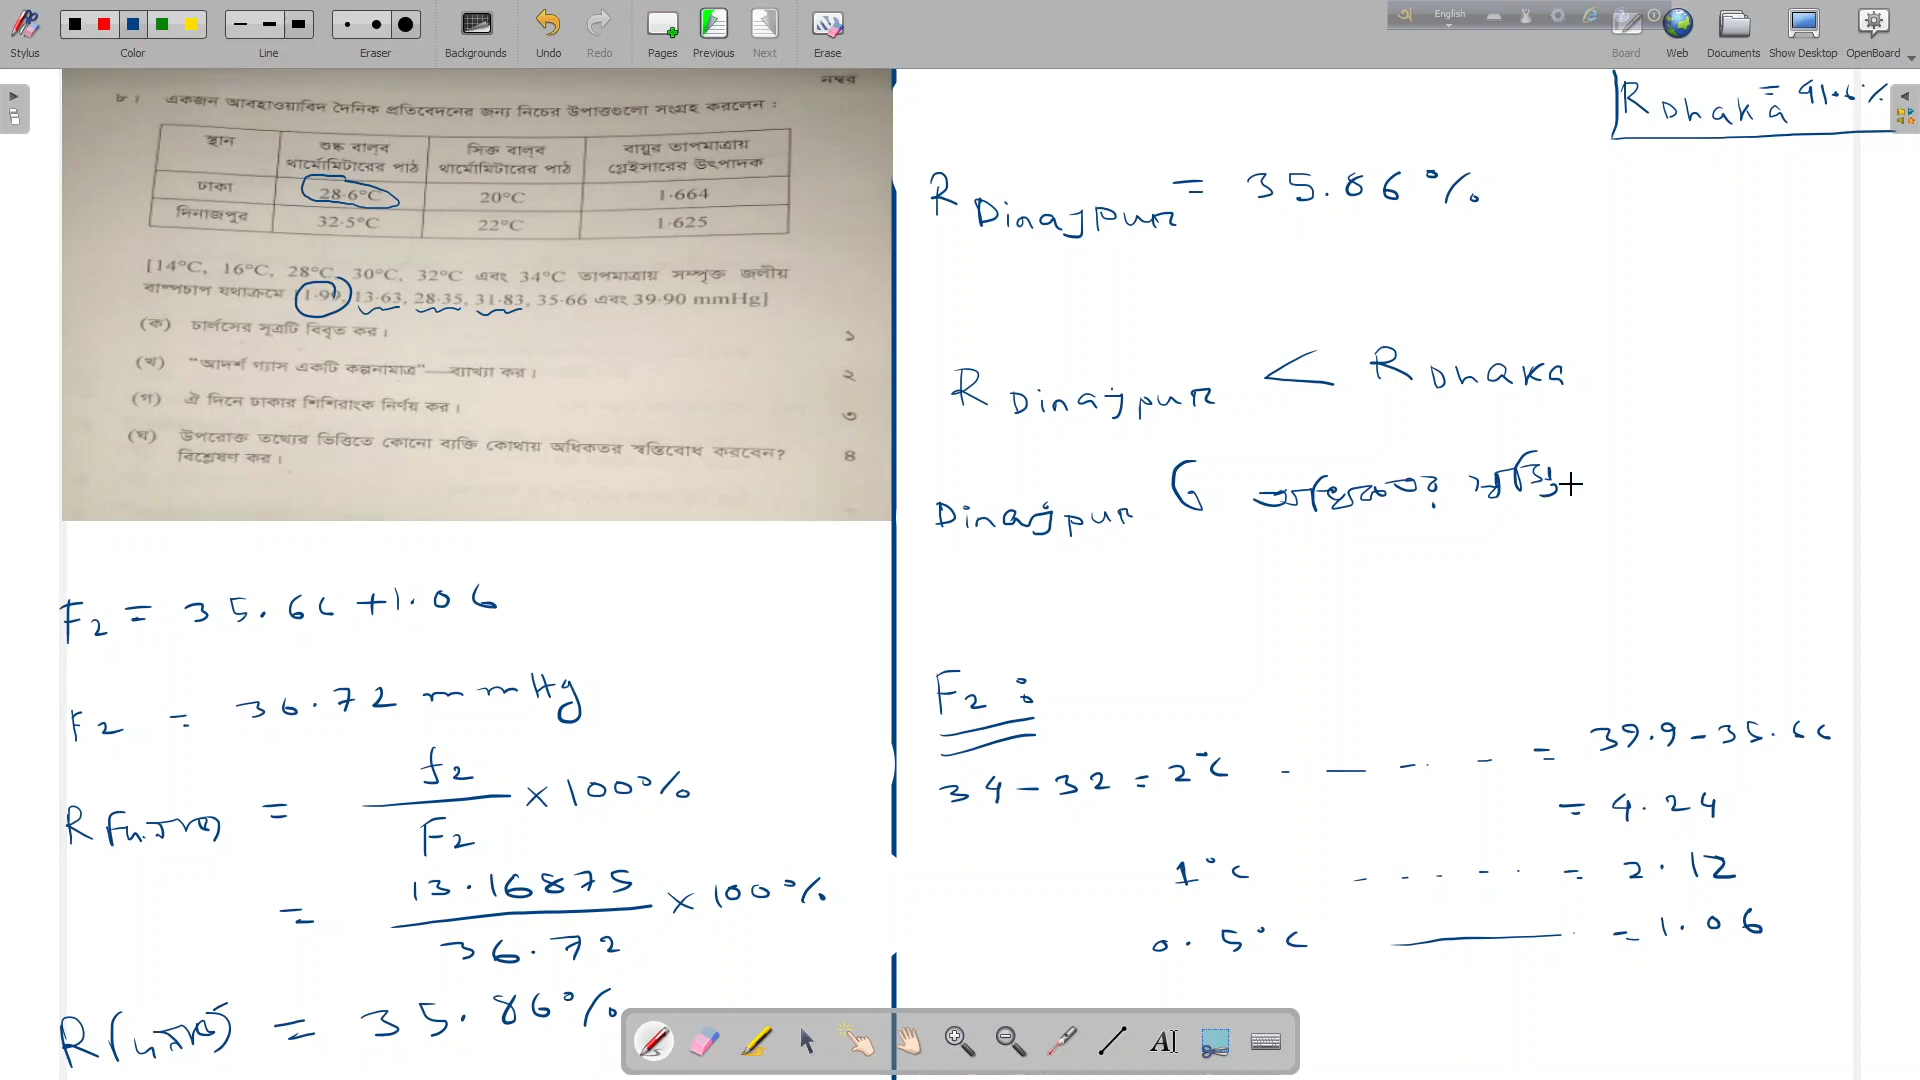 Stylus Color Line Eraser Backgrounds Undo Redo Pages Previous Next Erase English Board Web Documents Show Desktop OpenBoard
নম্বর
৮। একজন আবহাওয়াবিদ দৈনিক প্রতিবেদনের জন্য নিচের উপাত্তগুলো সংগ্রহ করলেন :
স্থান শুষ্ক বাল্‌ব থার্মোমিটারের পাঠ সিক্ত বাল্‌ব থার্মোমিটারের পাঠ বায়ুর তাপমাত্রায় গ্লেইসারের উৎপাদক
ঢাকা 28·6°C 20°C 1·664
দিনাজপুর 32·5°C 22°C 1·625
[14°C, 16°C, 28°C, 30°C, 32°C এবং 34°C তাপমাত্রায় সম্পৃক্ত জলীয়
বাষ্পচাপ যথাক্রমে 13·63, 28·35, 31·83, 35·66 এবং 39·90 mmHg]
(ক) চার্লসের সূত্রটি বিবৃত কর। ১
(খ) “আদর্শ গ্যাস একটি কল্পনামাত্র”—ব্যাখ্যা কর। ২
(গ) ঐ দিনে ঢাকার শিশিরাংক নির্ণয় কর। ৩
(ঘ) উপরোক্ত তথ্যের ভিত্তিতে কোনো ব্যক্তি কোথায় অধিকতর স্বস্তিবোধ করবেন?
বিশ্লেষণ কর। ৪
F2 = 35.66 + 1.06
F2 = 36.72 mmHg
R দিনাজ = f2 / F2 × 100%
= 13.16875 / 36.72 × 100%
R দিনাজ = 35.86%
R Dhaka = 41.6%
R Dinajpur = 35.86%
R Dinajpur < R Dhaka
Dinajpur এ অধিকতর স্বস্তি
F2 :
34 - 32 = 2°C = 39.9 - 35.66
= 4.24
1°C = 2.12
0.5°C = 1.06
AI